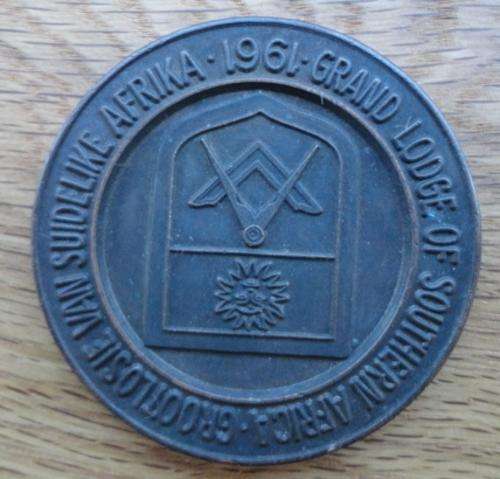 1961 · GRAND LODGE OF SOUTHERN AFRICA · GROOTLOSIE VAN SUIDELIKE AFRIKA ·